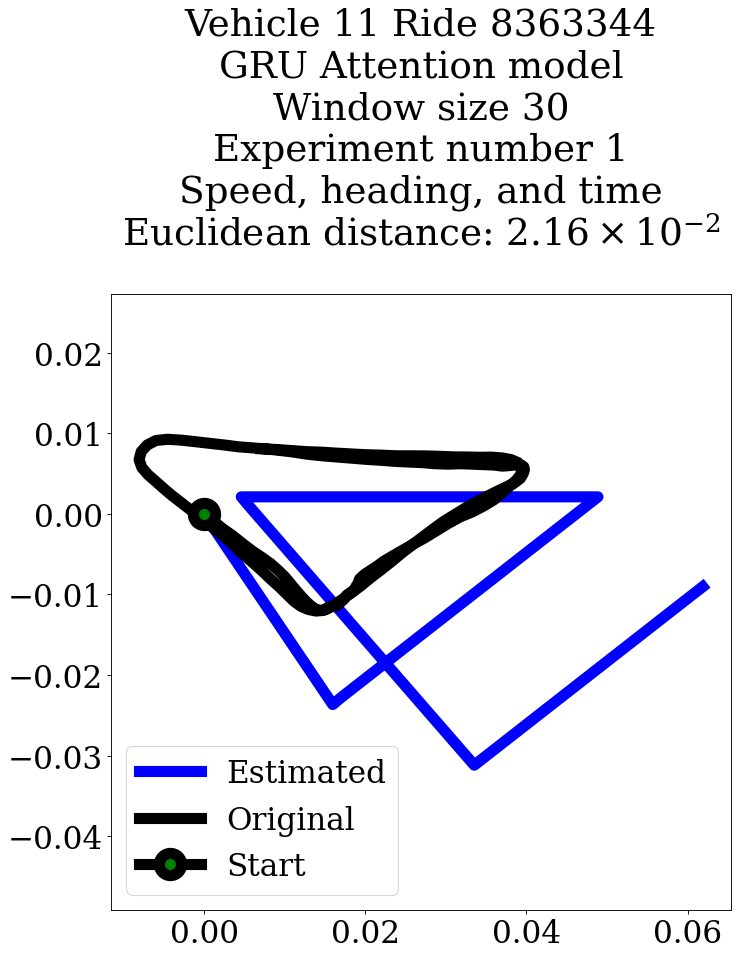 Vehicle 11 Ride 8363344
GRU Attention model
Window size 30
Experiment number 1
Speed, heading, and time
Euclidean distance: 2.16 × 10⁻²
0.02
0.01
0.00
−0.01
−0.02
−0.03
−0.04
Estimated
Original
Start
0.00 0.02 0.04 0.06